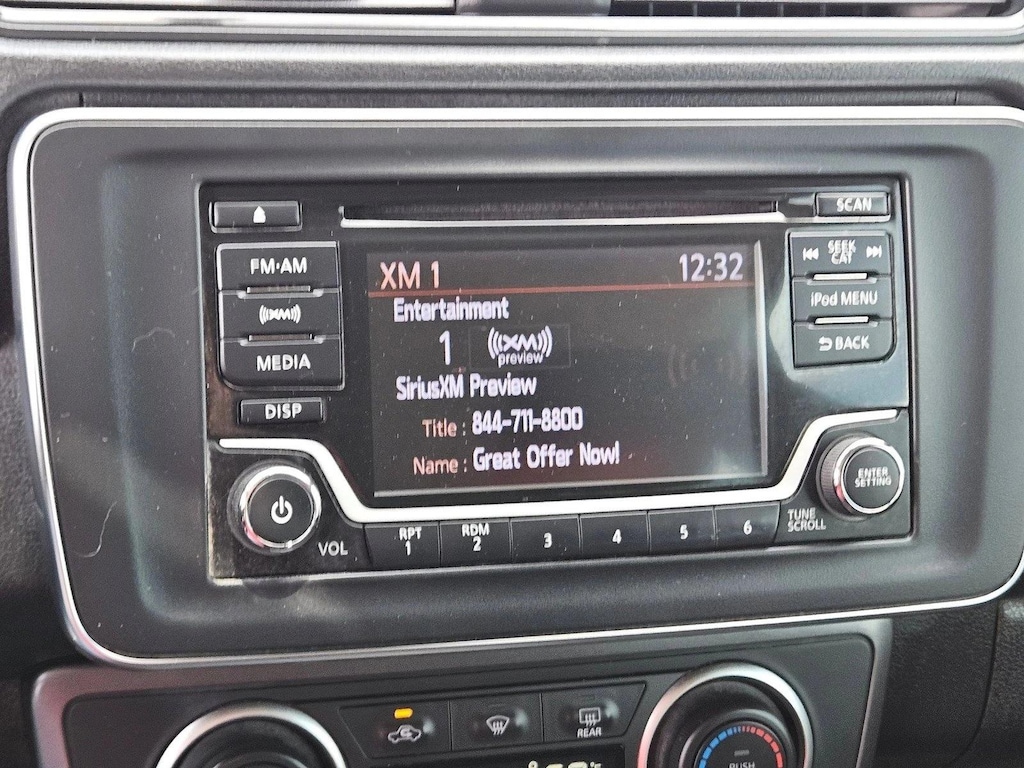 SCAN
FM·AM
SEEK
CAT
XM 1 12:32
((XM))
iPod MENU
Entertainment
1 ((XM))
preview
BACK
MEDIA
SiriusXM Preview
DISP
Title : 844-711-8800
Name : Great Offer Now!
ENTER
SETTING
TUNE
SCROLL
VOL
RPT
1
RDM
2
3
4
5
6
REAR
PUSH